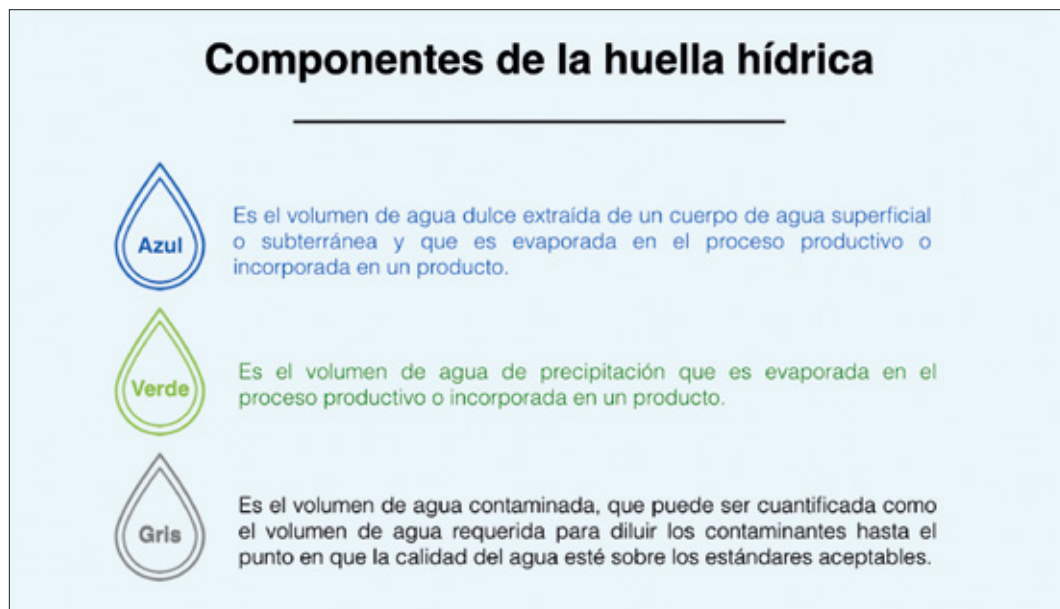 Componentes de la huella hídrica
Azul
Es el volumen de agua dulce extraída de un cuerpo de agua superficial
o subterránea y que es evaporada en el proceso productivo o
incorporada en un producto.
Verde
Es el volumen de agua de precipitación que es evaporada en el
proceso productivo o incorporada en un producto.
Gris
Es el volumen de agua contaminada, que puede ser cuantificada como
el volumen de agua requerida para diluir los contaminantes hasta el
punto en que la calidad del agua esté sobre los estándares aceptables.